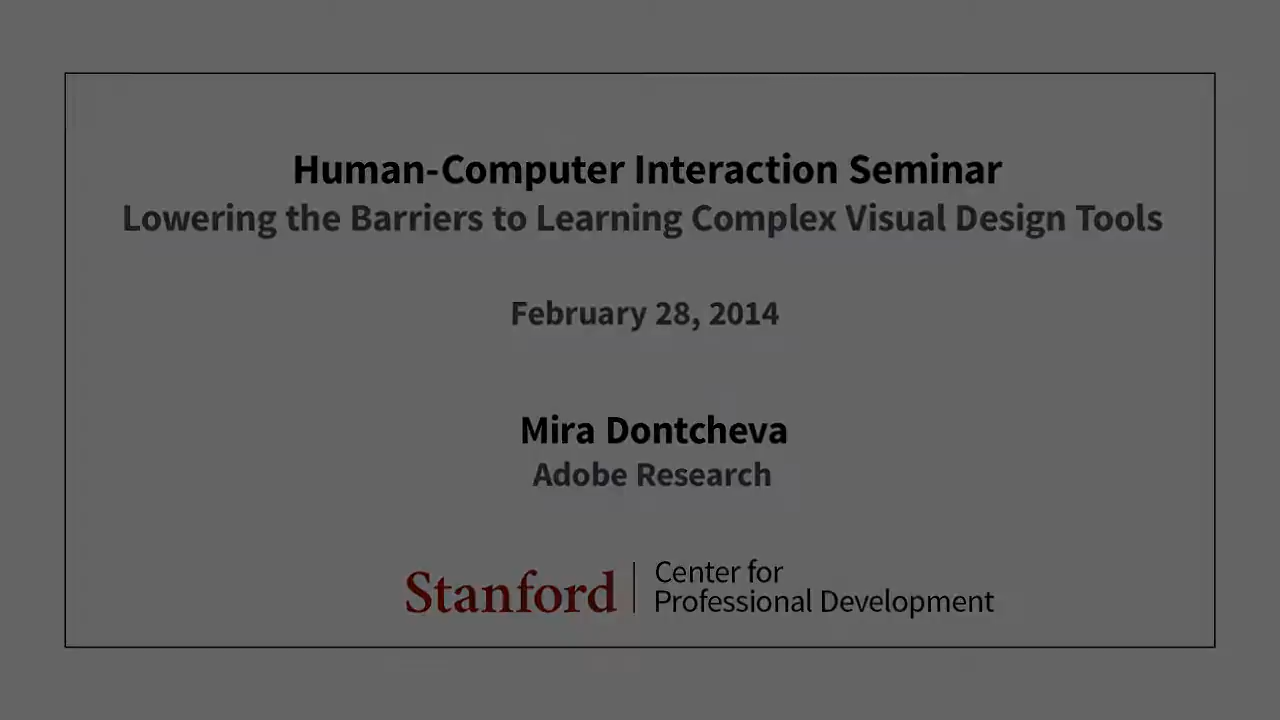 Human-Computer Interaction Seminar
Lowering the Barriers to Learning Complex Visual Design Tools
February 28, 2014
Mira Dontcheva
Adobe Research
Stanford
Center for
Professional Development